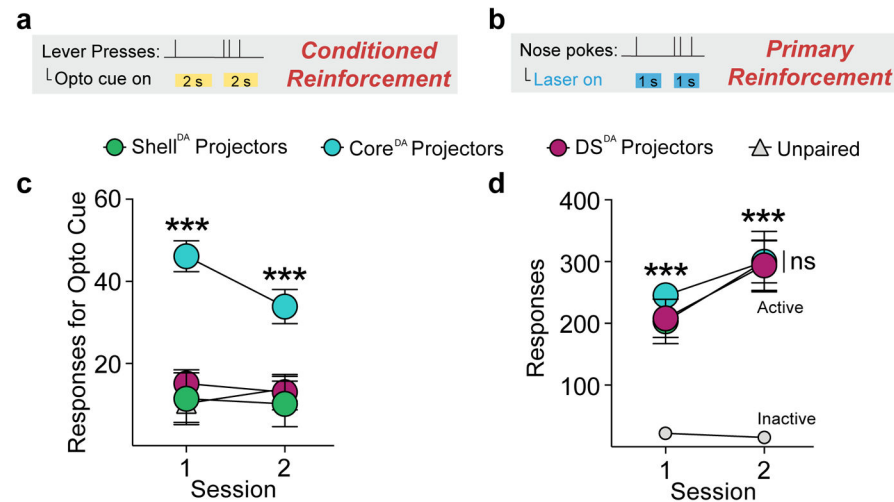 a
Lever Presses:
Opto cue on
2 s
2 s
Conditioned
Reinforcement
b
Nose pokes:
Laser on
1 s
1 s
Primary
Reinforcement
Shell DA Projectors
Core DA Projectors
DS DA Projectors
Unpaired
c
Responses for Opto Cue
60
40
20
***
***
1
2
Session
d
Responses
400
300
200
100
***
***
ns
Active
Inactive
1
2
Session